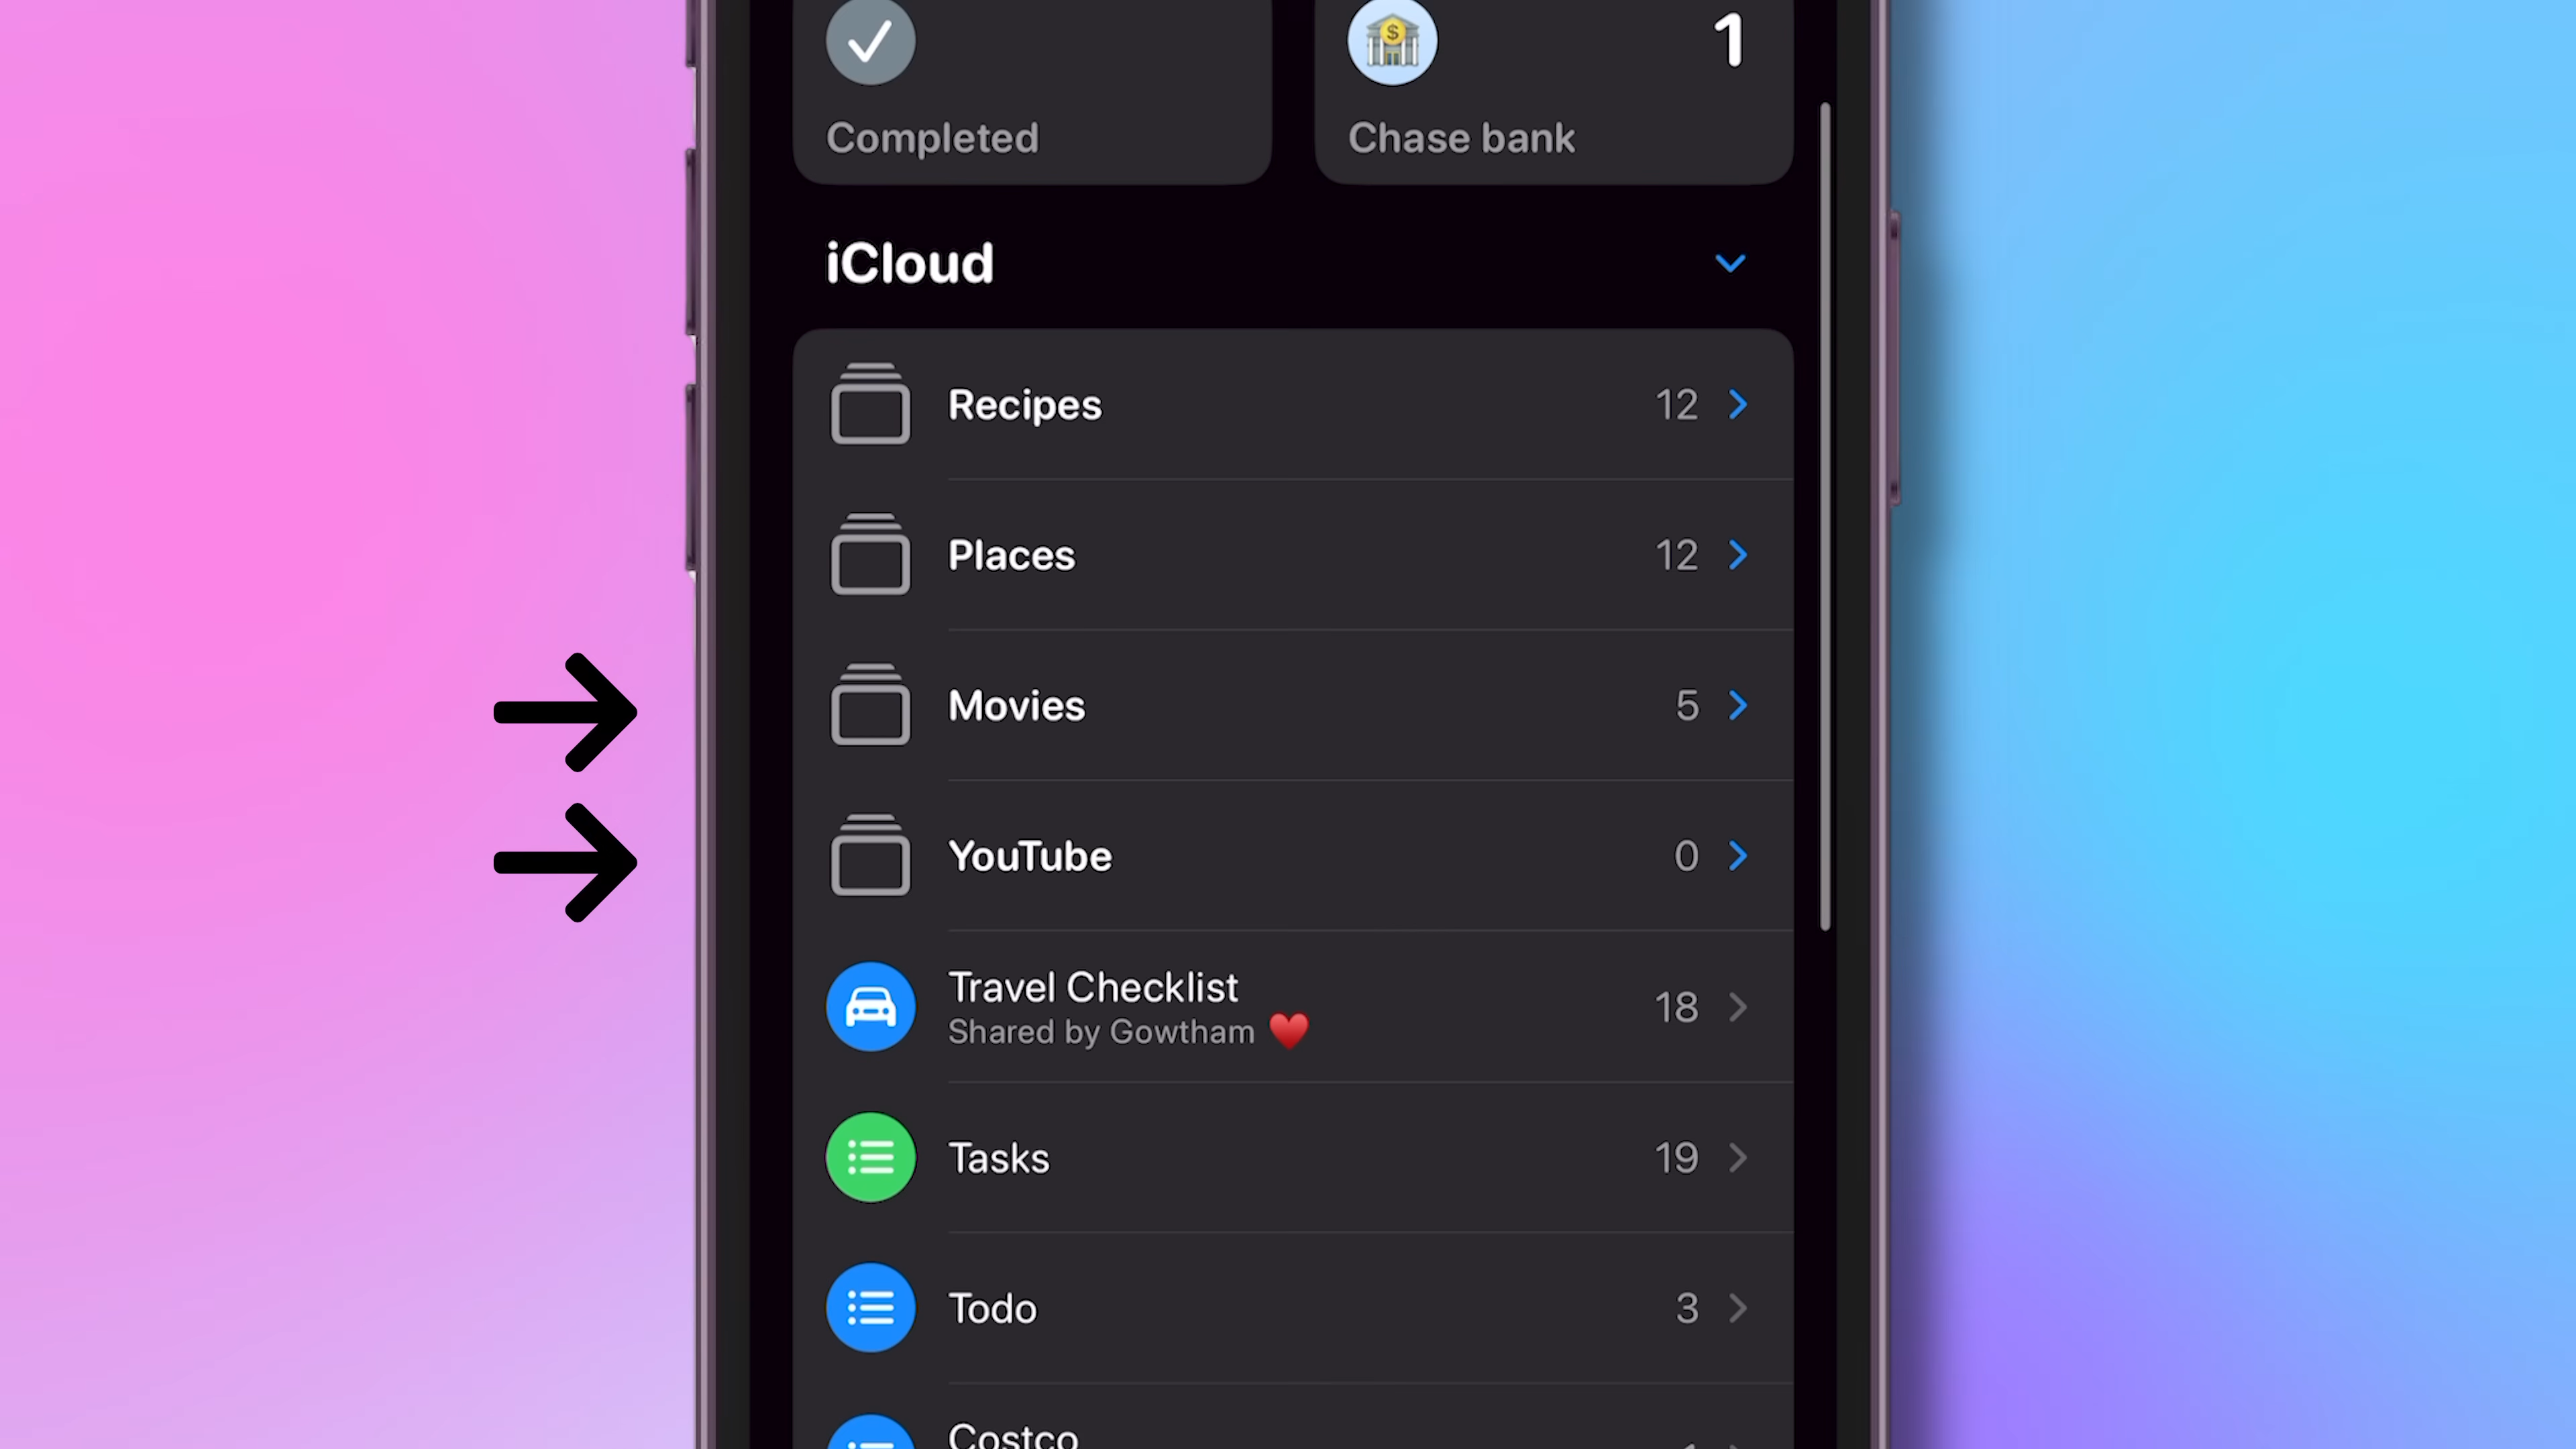 1
Completed
Chase bank
iCloud
Recipes 12
Places 12
Movies 5
YouTube 0
Travel Checklist 18
Shared by Gowtham
Tasks 19
Todo 3
Costco